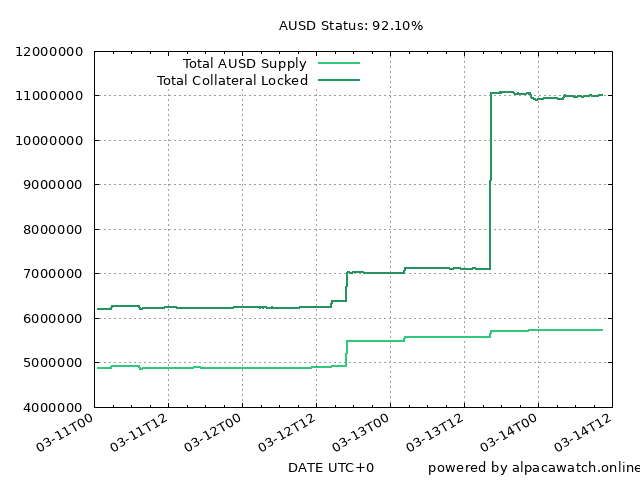 AUSD Status: 92.10%
12000000
11000000
10000000
9000000
8000000
7000000
6000000
5000000
4000000
Total AUSD Supply
Total Collateral Locked
03-11T00
03-11T12
03-12T00
03-12T12
03-13T00
03-13T12
03-14T00
03-14T12
DATE UTC+0
powered by alpacawatch.online